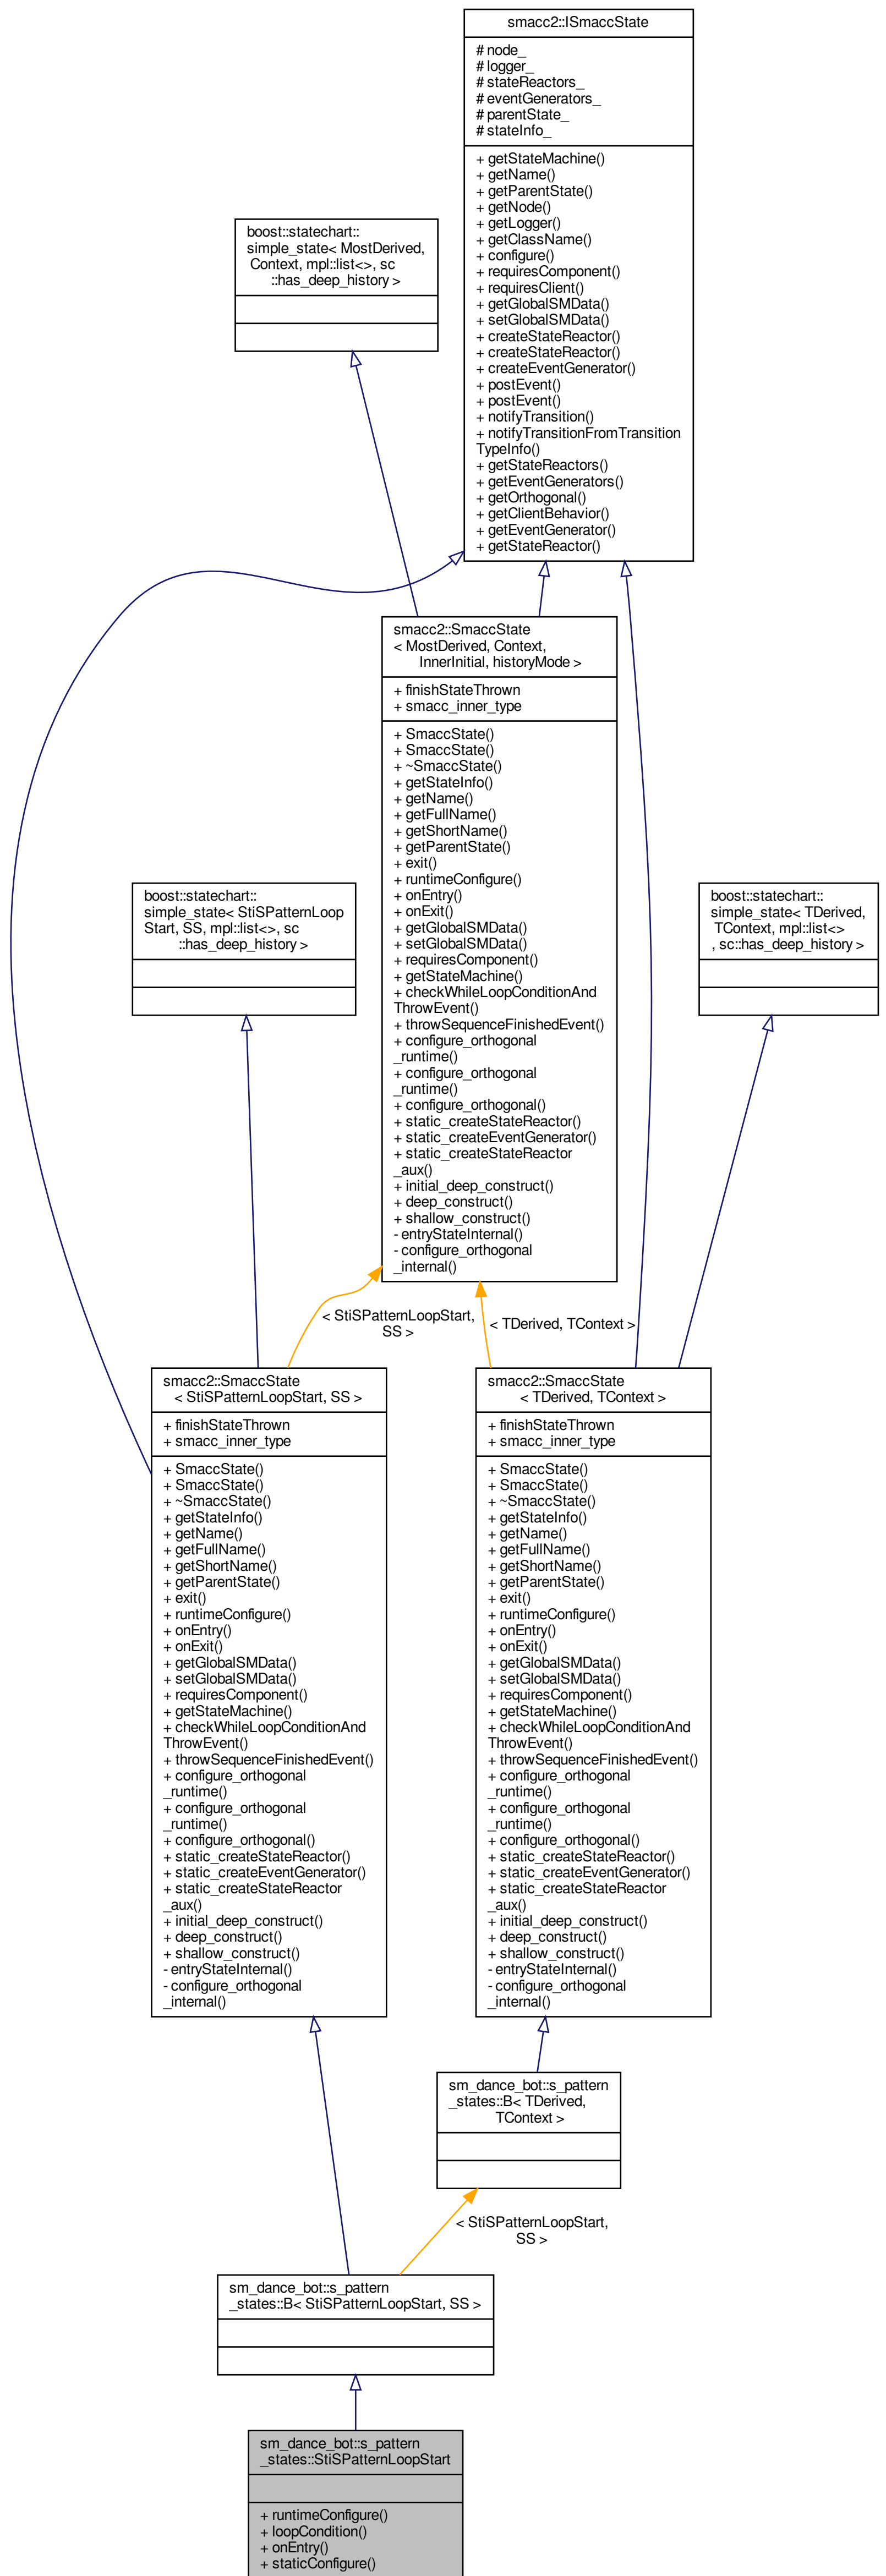 smacc2::ISmaccState
# node_
# logger_
# stateReactors_
# eventGenerators_
# parentState_
# stateInfo_
+ getStateMachine()
+ getName()
+ getParentState()
+ getNode()
+ getLogger()
+ getClassName()
+ configure()
+ requiresComponent()
+ requiresClient()
+ getGlobalSMData()
+ setGlobalSMData()
+ createStateReactor()
+ createStateReactor()
+ createEventGenerator()
+ postEvent()
+ postEvent()
+ notifyTransition()
+ notifyTransitionFromTransition
TypeInfo()
+ getStateReactors()
+ getEventGenerators()
+ getOrthogonal()
+ getClientBehavior()
+ getEventGenerator()
+ getStateReactor()
boost::statechart::
simple_state< MostDerived,
Context, mpl::list<>, sc
::has_deep_history >
smacc2::SmaccState
< MostDerived, Context,
InnerInitial, historyMode >
+ finishStateThrown
+ smacc_inner_type
+ SmaccState()
+ SmaccState()
+ ~SmaccState()
+ getStateInfo()
+ getName()
+ getFullName()
+ getShortName()
+ getParentState()
+ exit()
+ runtimeConfigure()
+ onEntry()
+ onExit()
+ getGlobalSMData()
+ setGlobalSMData()
+ requiresComponent()
+ getStateMachine()
+ checkWhileLoopConditionAnd
ThrowEvent()
+ throwSequenceFinishedEvent()
+ configure_orthogonal
_runtime()
+ configure_orthogonal
_runtime()
+ configure_orthogonal()
+ static_createStateReactor()
+ static_createEventGenerator()
+ static_createStateReactor
_aux()
+ initial_deep_construct()
+ deep_construct()
+ shallow_construct()
- entryStateInternal()
- configure_orthogonal
_internal()
boost::statechart::
simple_state< StiSPatternLoop
Start, SS, mpl::list<>, sc
::has_deep_history >
boost::statechart::
simple_state< TDerived,
TContext, mpl::list<>
, sc::has_deep_history >
< StiSPatternLoopStart,
SS >
< TDerived, TContext >
smacc2::SmaccState
< StiSPatternLoopStart, SS >
+ finishStateThrown
+ smacc_inner_type
+ SmaccState()
+ SmaccState()
+ ~SmaccState()
+ getStateInfo()
+ getName()
+ getFullName()
+ getShortName()
+ getParentState()
+ exit()
+ runtimeConfigure()
+ onEntry()
+ onExit()
+ getGlobalSMData()
+ setGlobalSMData()
+ requiresComponent()
+ getStateMachine()
+ checkWhileLoopConditionAnd
ThrowEvent()
+ throwSequenceFinishedEvent()
+ configure_orthogonal
_runtime()
+ configure_orthogonal
_runtime()
+ configure_orthogonal()
+ static_createStateReactor()
+ static_createEventGenerator()
+ static_createStateReactor
_aux()
+ initial_deep_construct()
+ deep_construct()
+ shallow_construct()
- entryStateInternal()
- configure_orthogonal
_internal()
smacc2::SmaccState
< TDerived, TContext >
+ finishStateThrown
+ smacc_inner_type
+ SmaccState()
+ SmaccState()
+ ~SmaccState()
+ getStateInfo()
+ getName()
+ getFullName()
+ getShortName()
+ getParentState()
+ exit()
+ runtimeConfigure()
+ onEntry()
+ onExit()
+ getGlobalSMData()
+ setGlobalSMData()
+ requiresComponent()
+ getStateMachine()
+ checkWhileLoopConditionAnd
ThrowEvent()
+ throwSequenceFinishedEvent()
+ configure_orthogonal
_runtime()
+ configure_orthogonal
_runtime()
+ configure_orthogonal()
+ static_createStateReactor()
+ static_createEventGenerator()
+ static_createStateReactor
_aux()
+ initial_deep_construct()
+ deep_construct()
+ shallow_construct()
- entryStateInternal()
- configure_orthogonal
_internal()
sm_dance_bot::s_pattern
_states::B< TDerived,
TContext >
< StiSPatternLoopStart,
SS >
sm_dance_bot::s_pattern
_states::B< StiSPatternLoopStart, SS >
sm_dance_bot::s_pattern
_states::StiSPatternLoopStart
+ runtimeConfigure()
+ loopCondition()
+ onEntry()
+ staticConfigure()